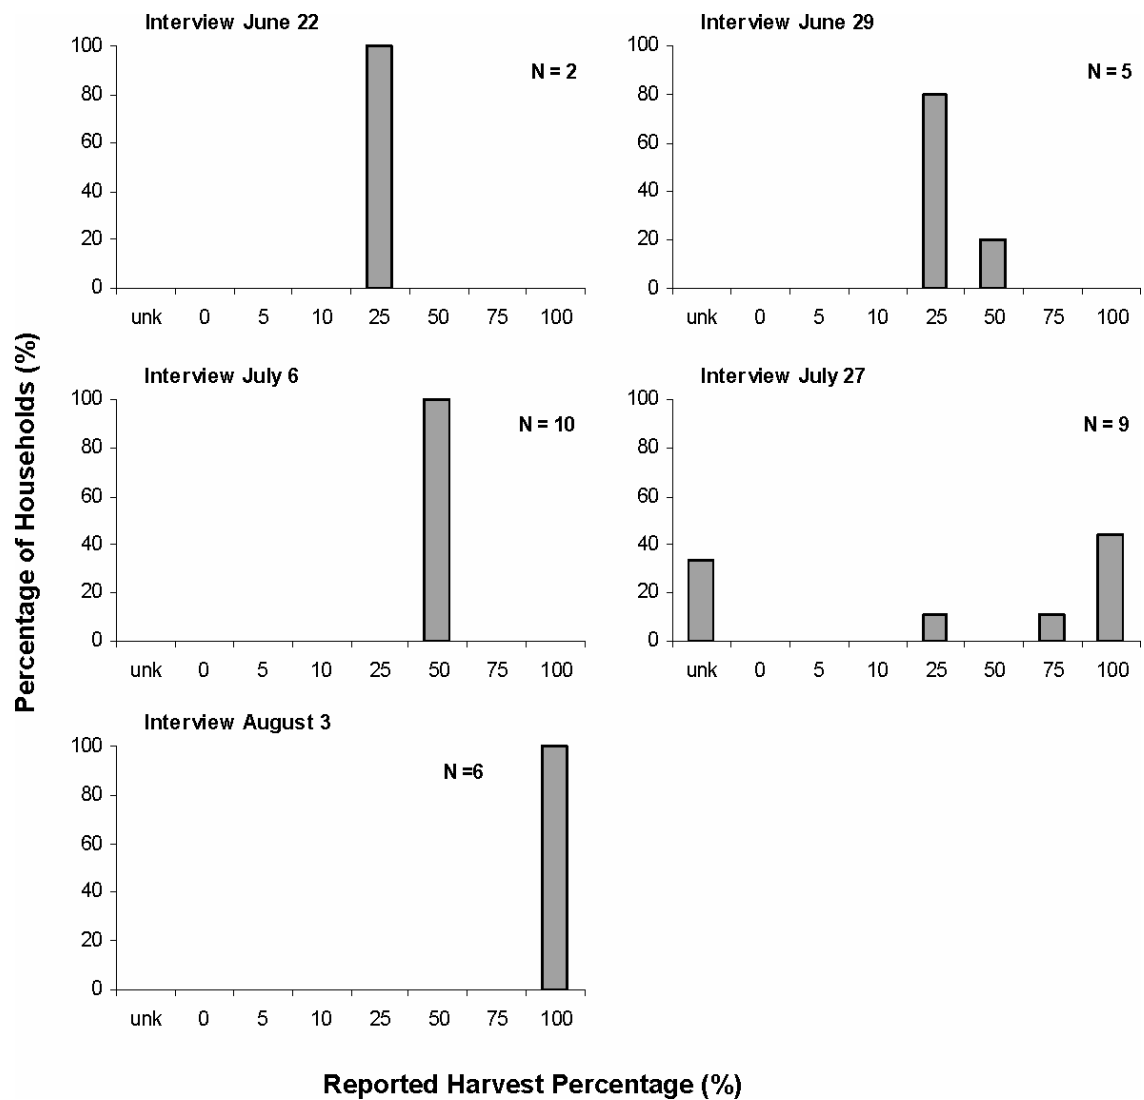 Interview June 22
N = 2
100
80
60
40
20
0
unk 0 5 10 25 50 75 100
Interview June 29
N = 5
100
80
60
40
20
0
unk 0 5 10 25 50 75 100
Interview July 6
N = 10
100
80
60
40
20
0
unk 0 5 10 25 50 75 100
Interview July 27
N = 9
100
80
60
40
20
0
unk 0 5 10 25 50 75 100
Interview August 3
N =6
100
80
60
40
20
0
unk 0 5 10 25 50 75 100
Percentage of Households (%)
Reported Harvest Percentage (%)